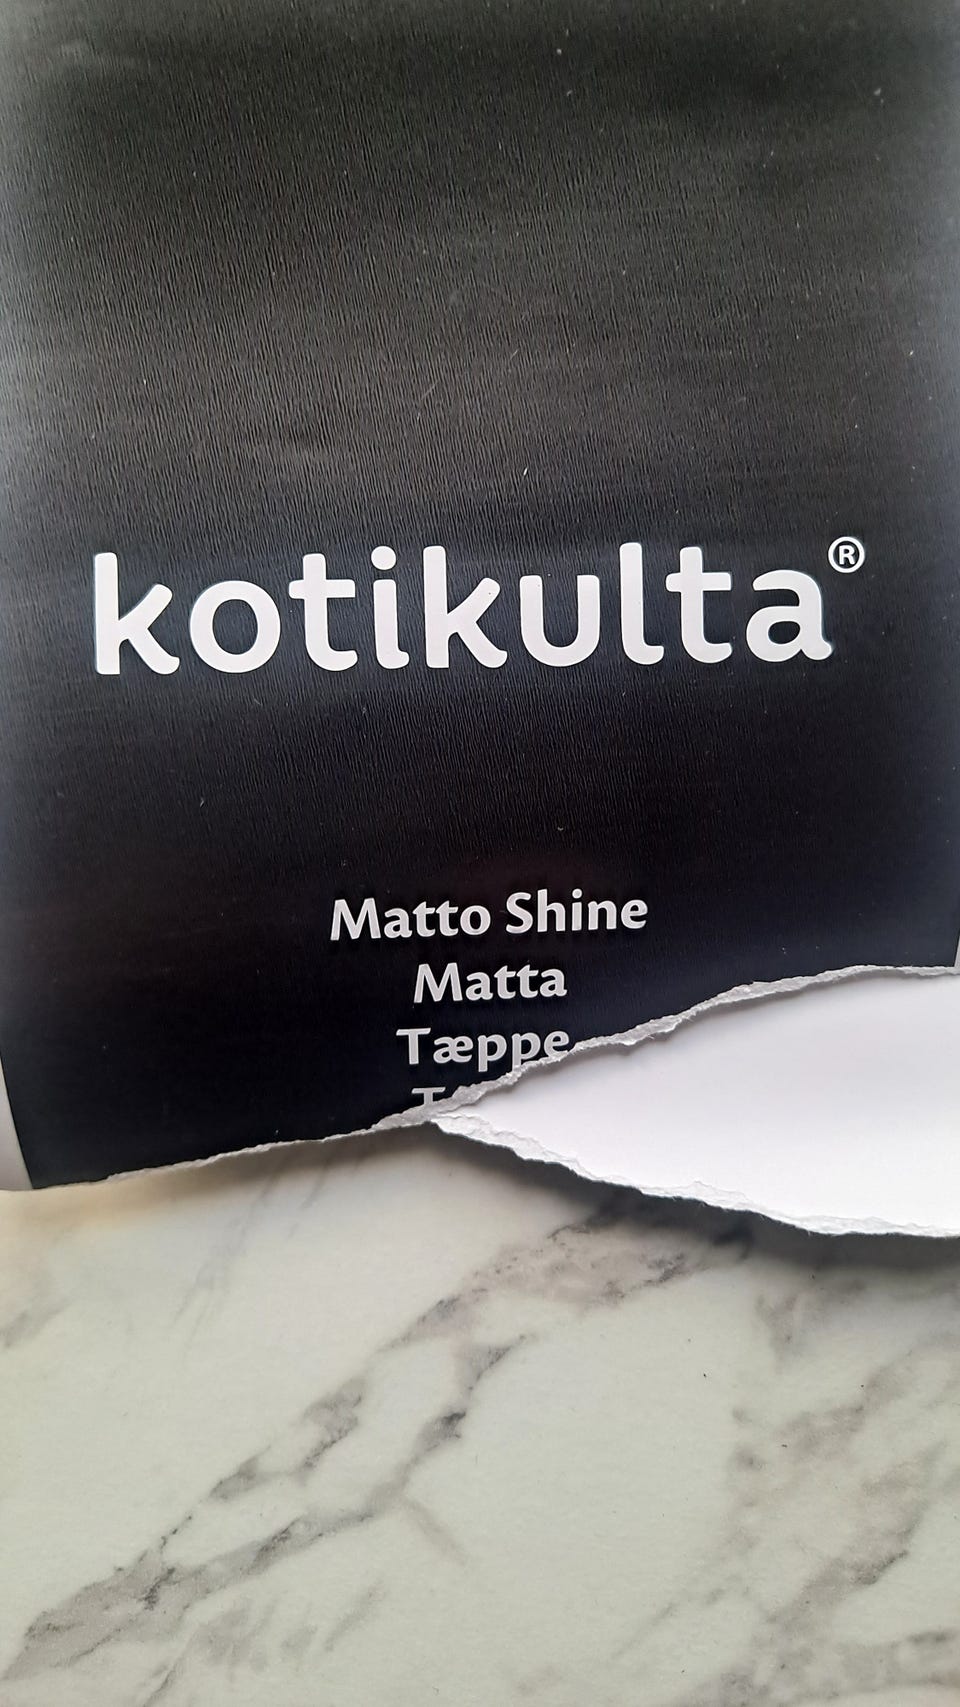 kotikulta®
Matto Shine
Matta
Tæppe